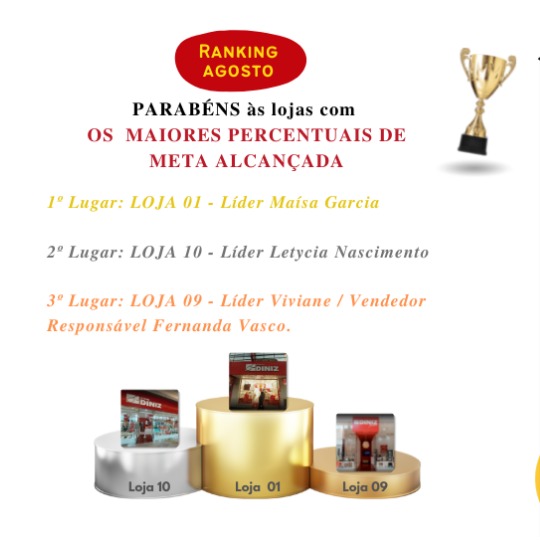 RANKING
AGOSTO
PARABÉNS às lojas com
OS MAIORES PERCENTUAIS DE
META ALCANÇADA
1º Lugar: LOJA 01 - Líder Maísa Garcia
2º Lugar: LOJA 10 - Líder Letycia Nascimento
3º Lugar: LOJA 09 - Líder Viviane / Vendedor
Responsável Fernanda Vasco.
DINIZ
DINIZ
Loja 10
Loja 01
Loja 09